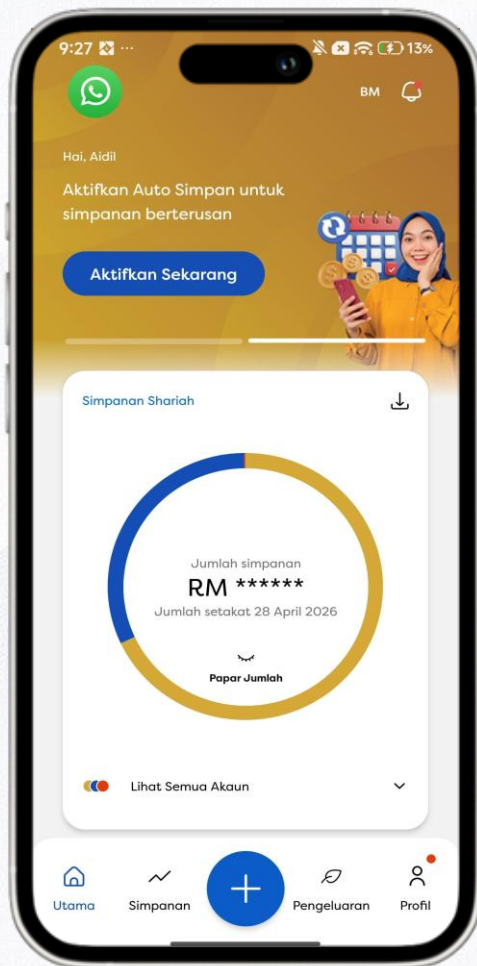 9:27
13%
BM
Hai, Aidil
Aktifkan Auto Simpan untuk
simpanan berterusan
Aktifkan Sekarang
Simpanan Shariah
Jumlah simpanan
RM ******
Jumlah setakat 28 April 2026
Papar Jumlah
Lihat Semua Akaun
Utama
Simpanan
Pengeluaran
Profil